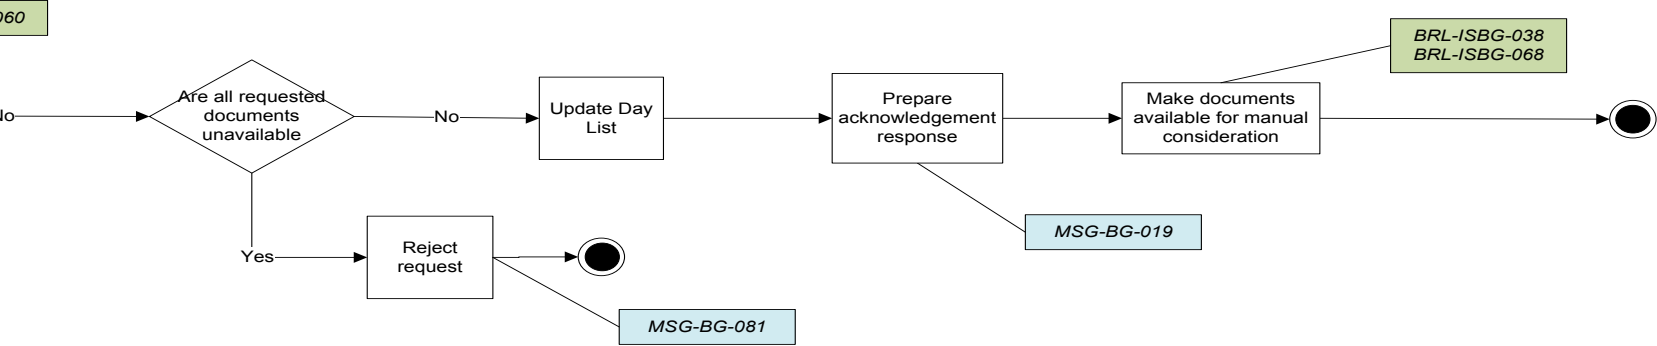 060
No
Are all requested
documents
unavailable
No
Update Day
List
Prepare
acknowledgement
response
Make documents
available for manual
consideration
BRL-ISBG-038
BRL-ISBG-068
MSG-BG-019
Yes
Reject
request
MSG-BG-081